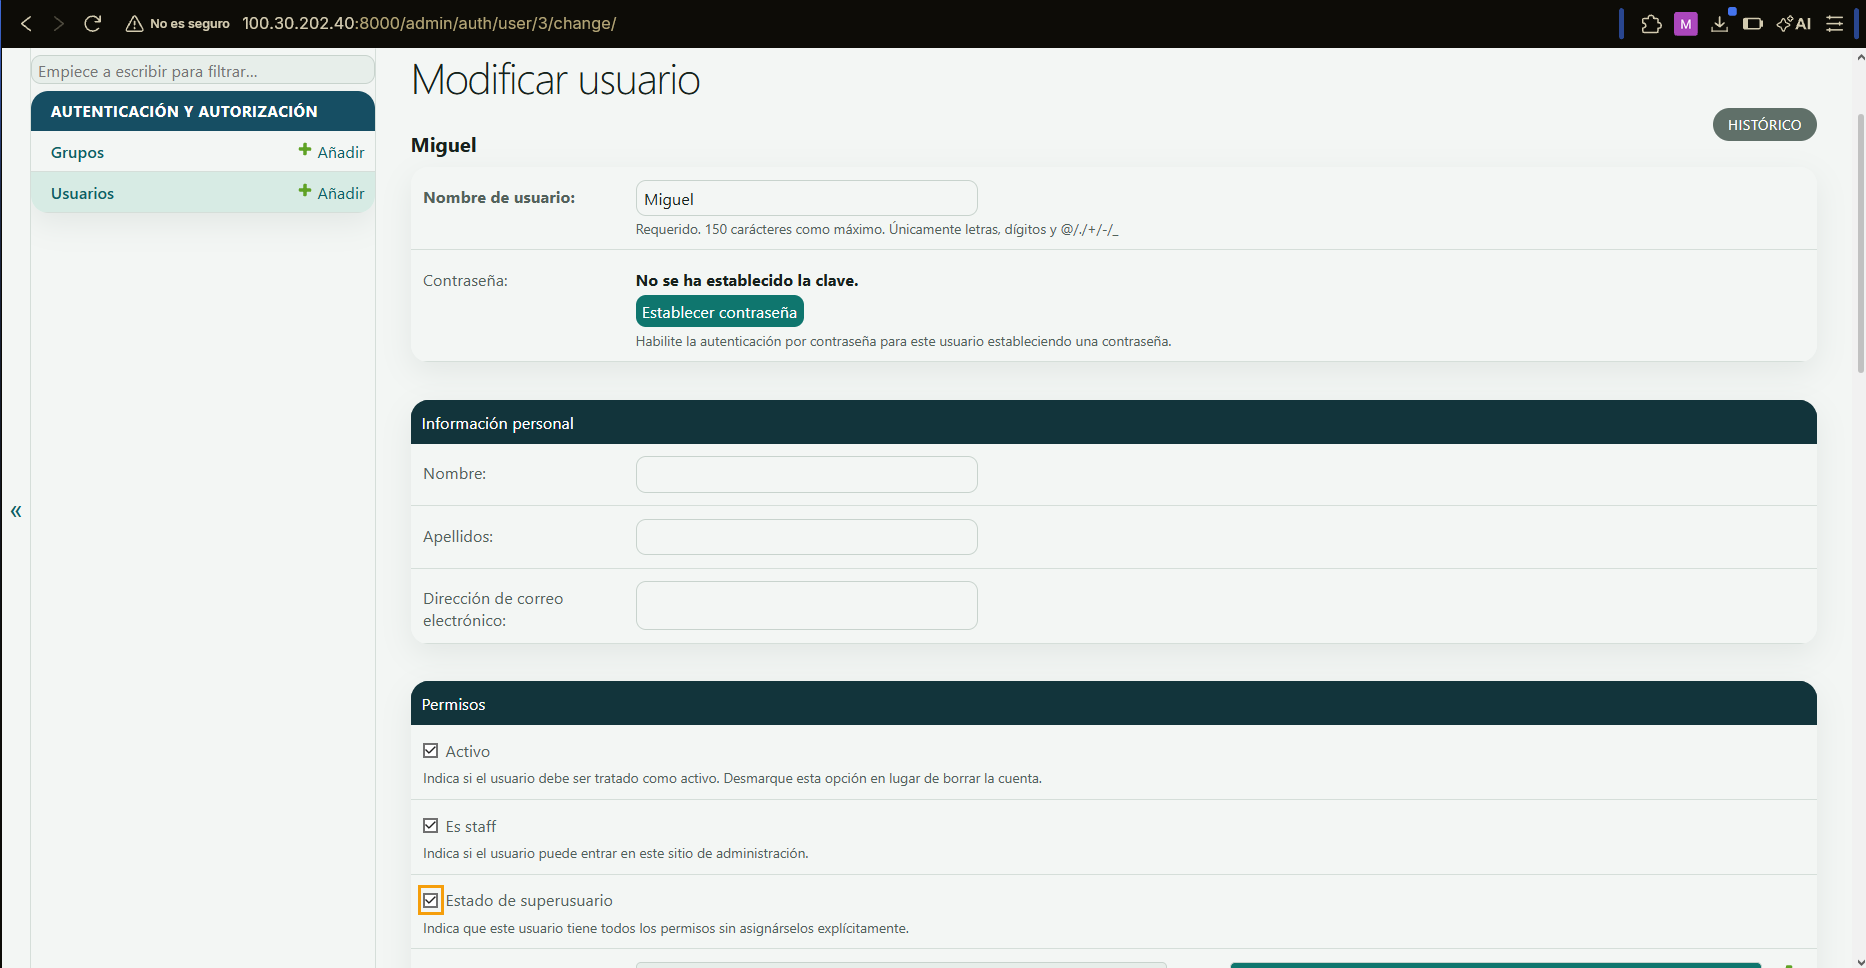 No es seguro 100.30.202.40:8000/admin/auth/user/3/change/
M
AI
Empiece a escribir para filtrar...
AUTENTICACIÓN Y AUTORIZACIÓN
Grupos
Añadir
Usuarios
Añadir
«
Modificar usuario
HISTÓRICO
Miguel
Nombre de usuario:
Miguel
Requerido. 150 carácteres como máximo. Únicamente letras, dígitos y @/./+/-/_
Contraseña:
No se ha establecido la clave.
Establecer contraseña
Habilite la autenticación por contraseña para este usuario estableciendo una contraseña.
Información personal
Nombre:
Apellidos:
Dirección de correo
electrónico:
Permisos
Activo
Indica si el usuario debe ser tratado como activo. Desmarque esta opción en lugar de borrar la cuenta.
Es staff
Indica si el usuario puede entrar en este sitio de administración.
Estado de superusuario
Indica que este usuario tiene todos los permisos sin asignárselos explícitamente.